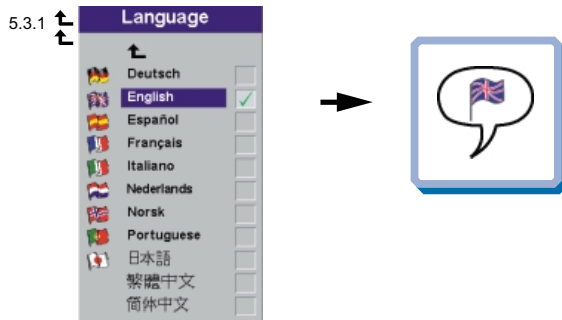 5.3.1
Language
Deutsch
English
Español
Français
Italiano
Nederlands
Norsk
Portuguese
日本語
繁體中文
简体中文